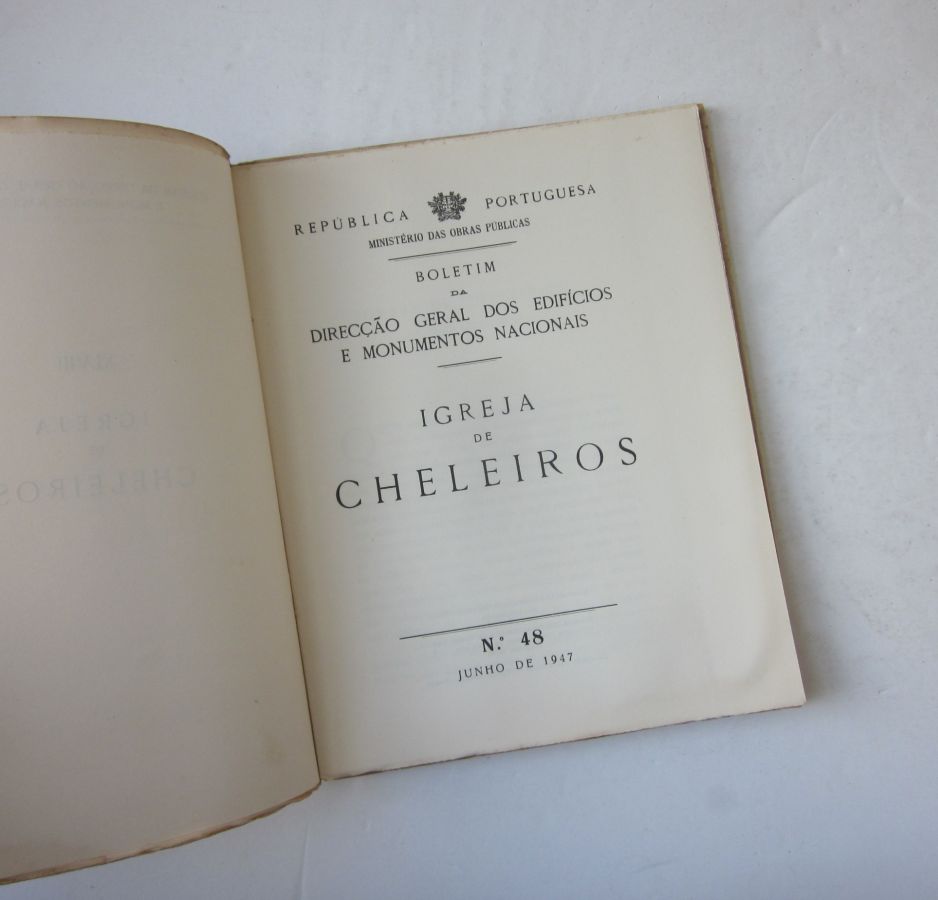 REPÚBLICA PORTUGUESA
MINISTÉRIO DAS OBRAS PÚBLICAS
BOLETIM
DA
DIRECÇÃO GERAL DOS EDIFÍCIOS
E MONUMENTOS NACIONAIS
IGREJA
DE
CHELEIROS
N.º 48
JUNHO DE 1947